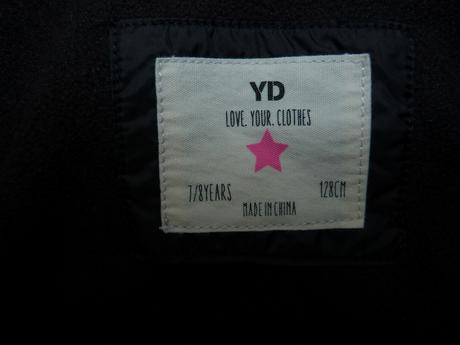 YD
LOVE. YOUR. CLOTHES
7/8YEARS 128CM
MADE IN CHINA